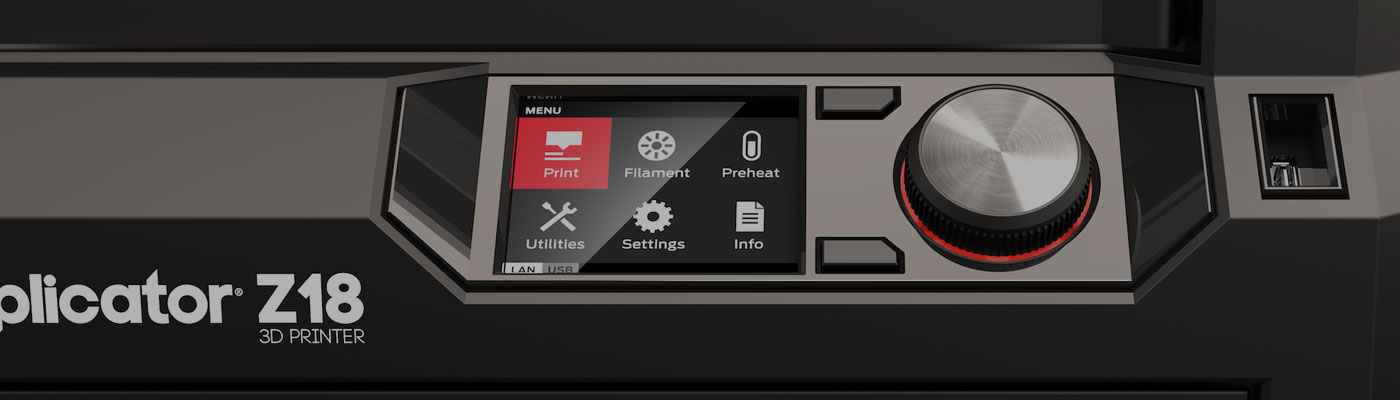 MENU
Print
Filament
Preheat
Utilities
Settings
Info
LAN USB
plicator® Z18
3D PRINTER